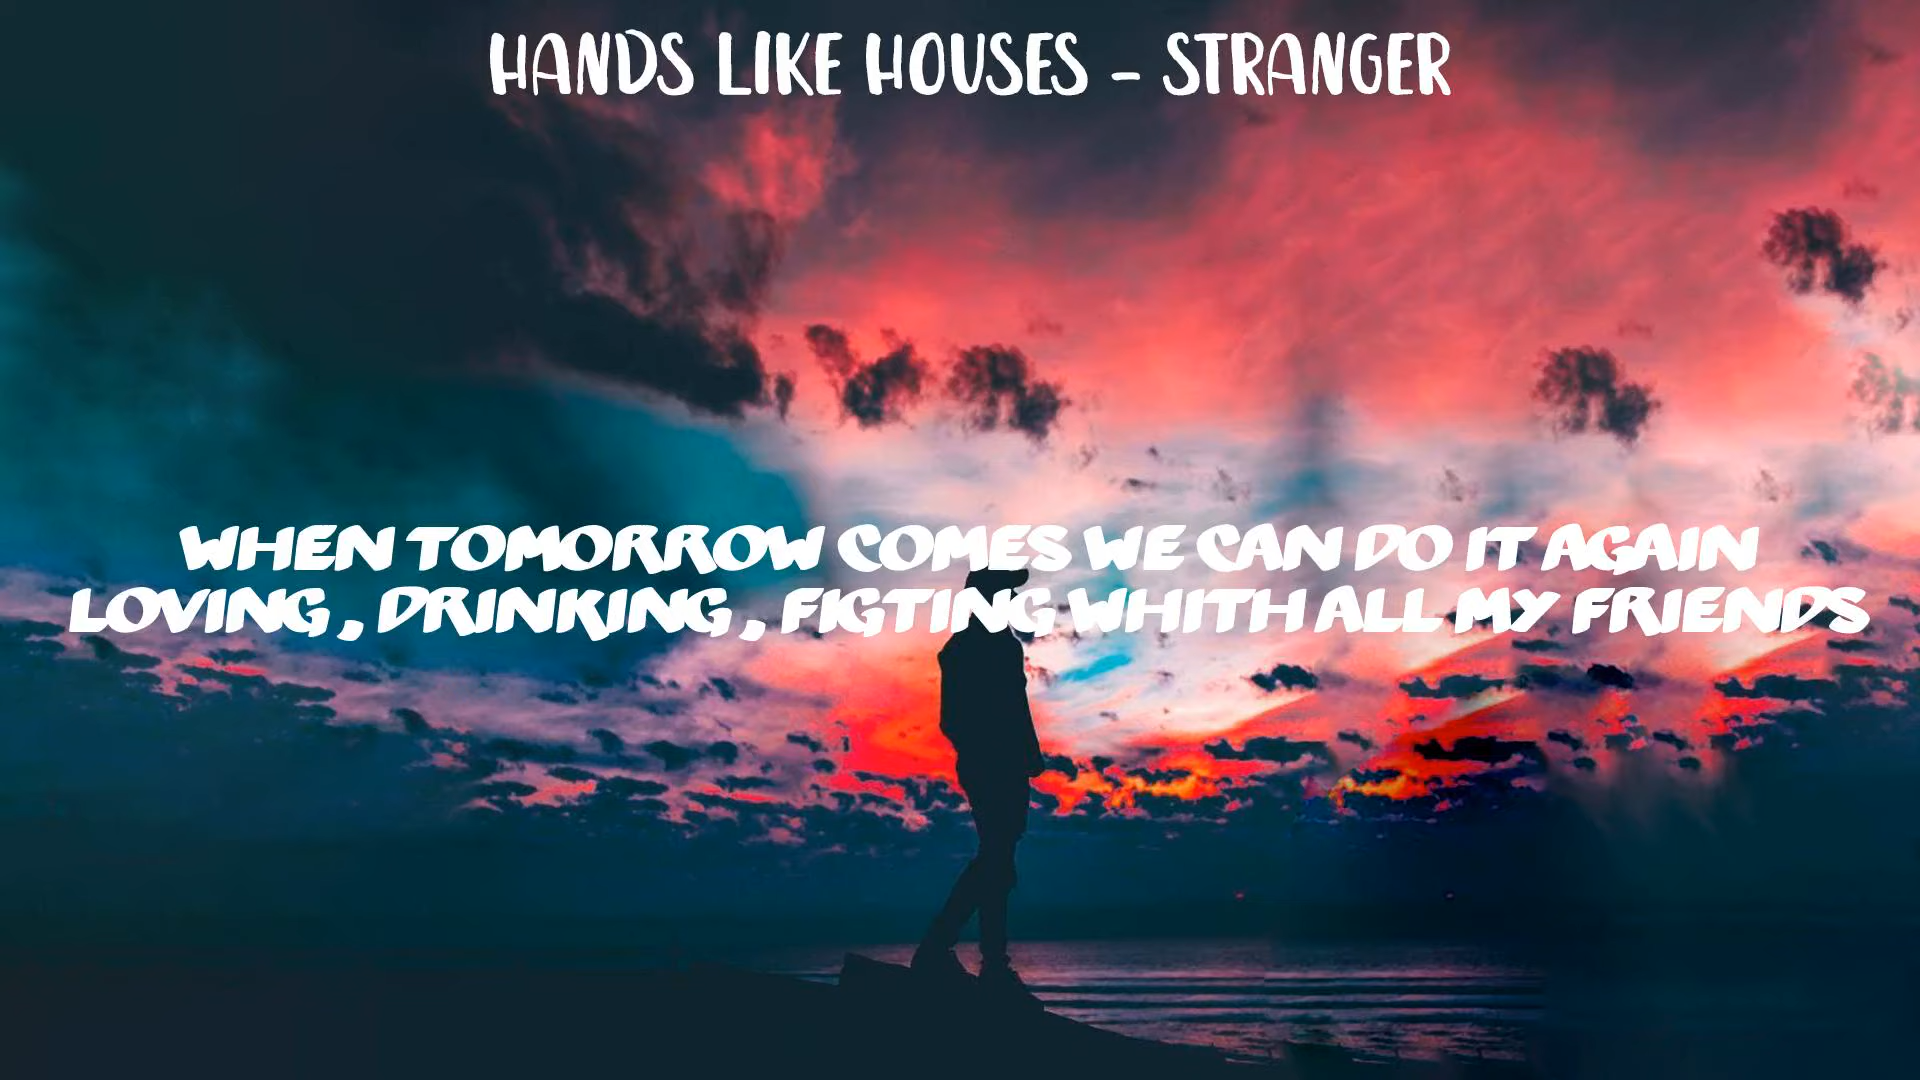 HANDS LIKE HOUSES - STRANGER
WHEN TOMORROW COMES WE CAN DO IT AGAIN
LOVING , DRINKING , FIGTING WHITH ALL MY FRIENDS